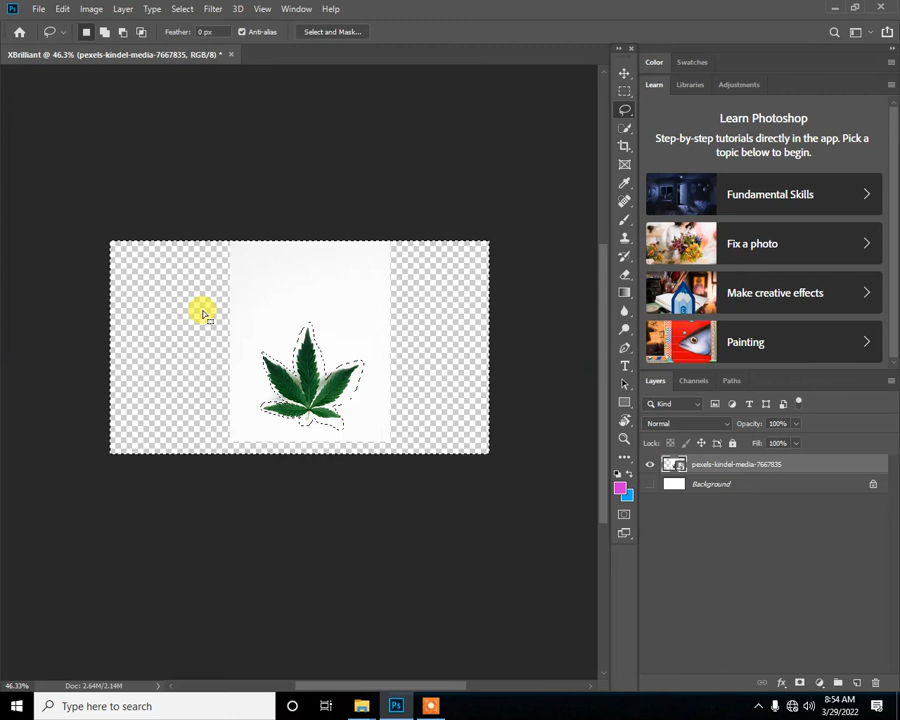 Ps File Edit Image Layer Type Select Filter 3D View Window Help
Feather: 0 px Anti-alias Select and Mask...
XBrilliant @ 46.3% (pexels-kindel-media-7667835, RGB/8) * ×
Color Swatches
Learn Libraries Adjustments
Learn Photoshop
Step-by-step tutorials directly in the app. Pick a
topic below to begin.
Fundamental Skills
Fix a photo
Make creative effects
Painting
Layers Channels Paths
Kind
Normal Opacity: 100%
Lock: Fill: 100%
pexels-kindel-media-7667835
Background
46.33% Doc: 2.64M/2.14M
Type here to search
Ps
8:54 AM
3/29/2022